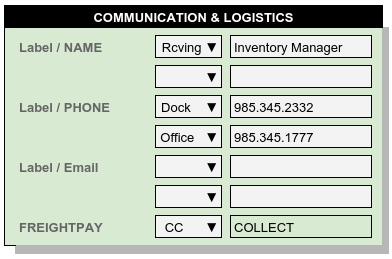 COMMUNICATION & LOGISTICS
Label / NAME Rcving ▼ Inventory Manager
▼
Label / PHONE Dock ▼ 985.345.2332
Office ▼ 985.345.1777
Label / Email ▼
▼
FREIGHTPAY CC ▼ COLLECT